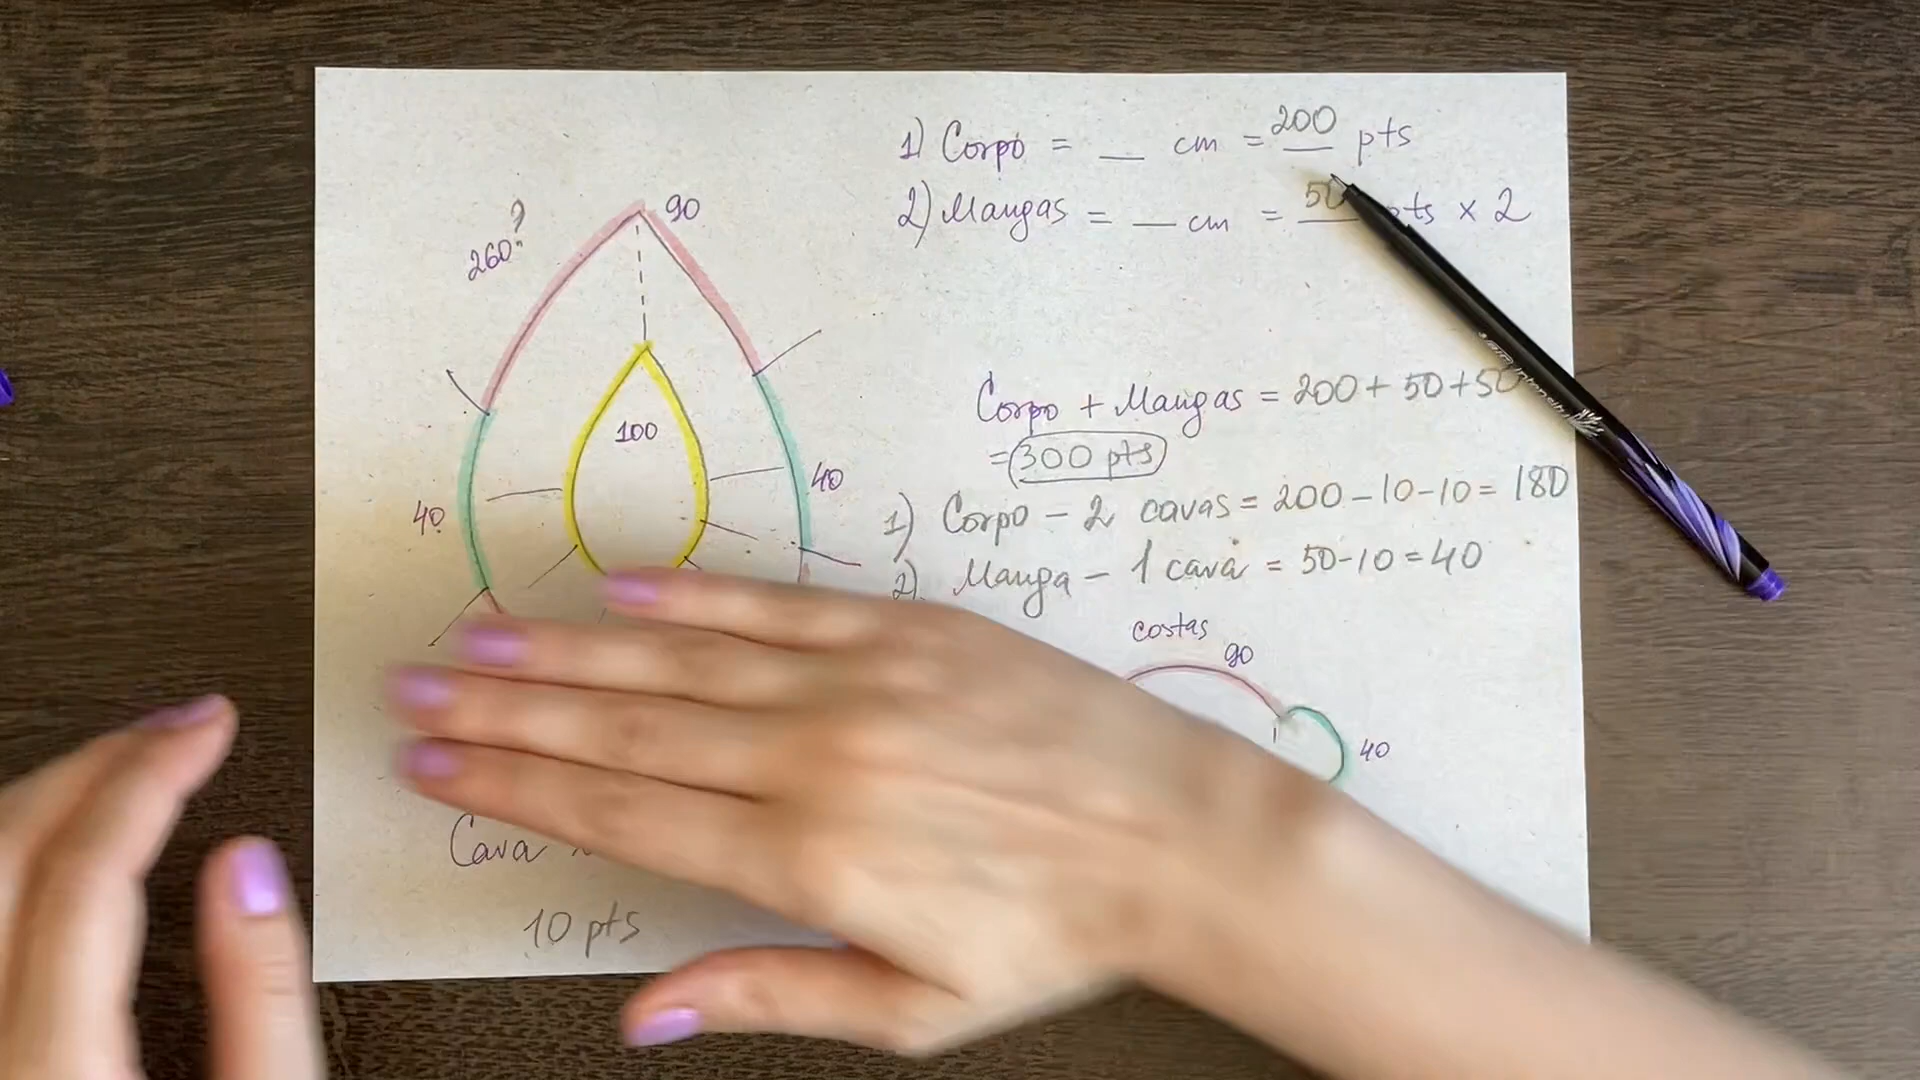 1) Corpo = __ cm = 200 pts
2) Mangas = __ cm = 50 pts x 2
90
260?
100
40
40
Corpo + Mangas = 200 + 50 + 50
= 300 pts
1) Corpo - 2 cavas = 200 - 10 - 10 = 180
2) Manga - 1 cava = 50 - 10 = 40
costas
90
40
Cava
10 pts